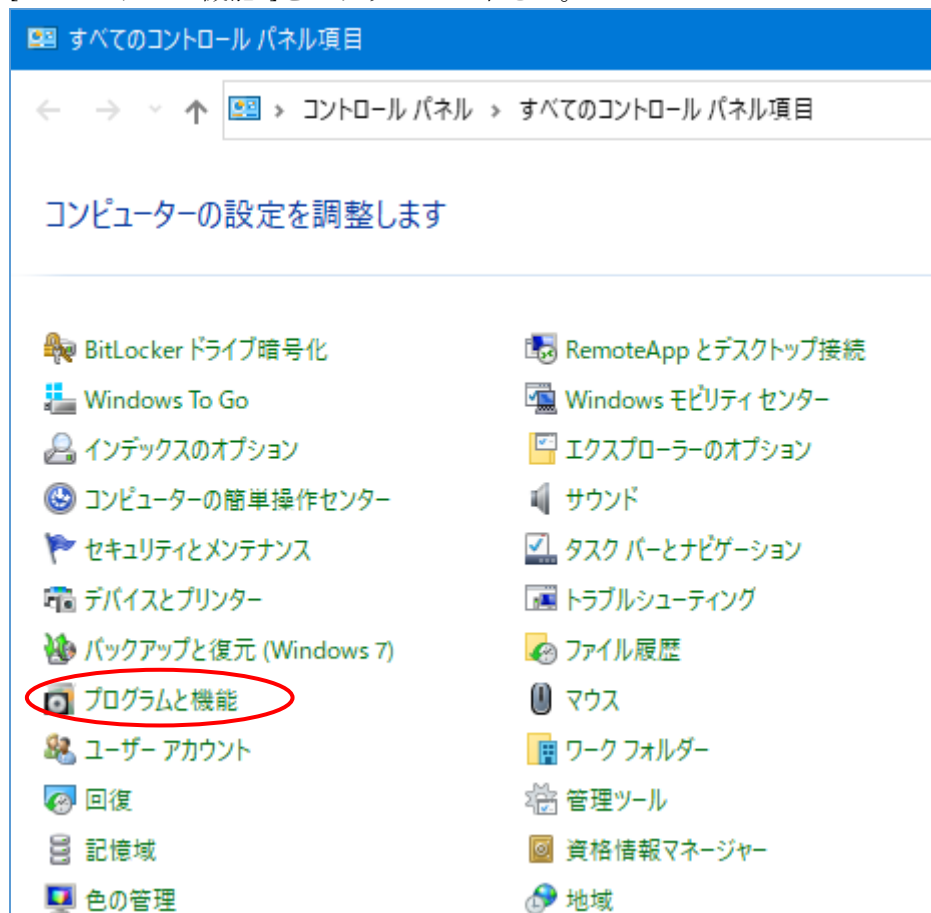 すべてのコントロール パネル項目
コントロール パネル › すべてのコントロール パネル項目
コンピューターの設定を調整します
BitLocker ドライブ暗号化
RemoteApp とデスクトップ接続
Windows To Go
Windows モビリティ センター
インデックスのオプション
エクスプローラーのオプション
コンピューターの簡単操作センター
サウンド
セキュリティとメンテナンス
タスク バーとナビゲーション
デバイスとプリンター
トラブルシューティング
バックアップと復元 (Windows 7)
ファイル履歴
プログラムと機能
マウス
ユーザー アカウント
ワーク フォルダー
回復
管理ツール
記憶域
資格情報マネージャー
色の管理
地域